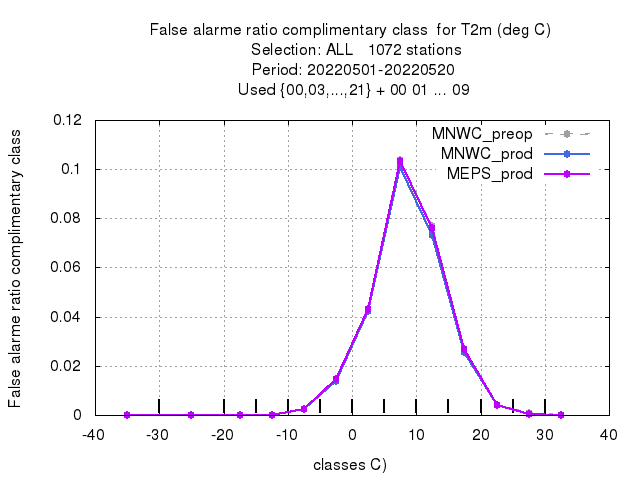 False alarme ratio complimentary class  for T2m (deg C)
Selection: ALL   1072 stations
Period: 20220501-20220520
Used {00,03,...,21} + 00 01 ... 09
MNWC_preop
MNWC_prod
MEPS_prod
False alarme ratio complimentary class
0.12
0.1
0.08
0.06
0.04
0.02
0
-40 -30 -20 -10 0 10 20 30 40
classes C)